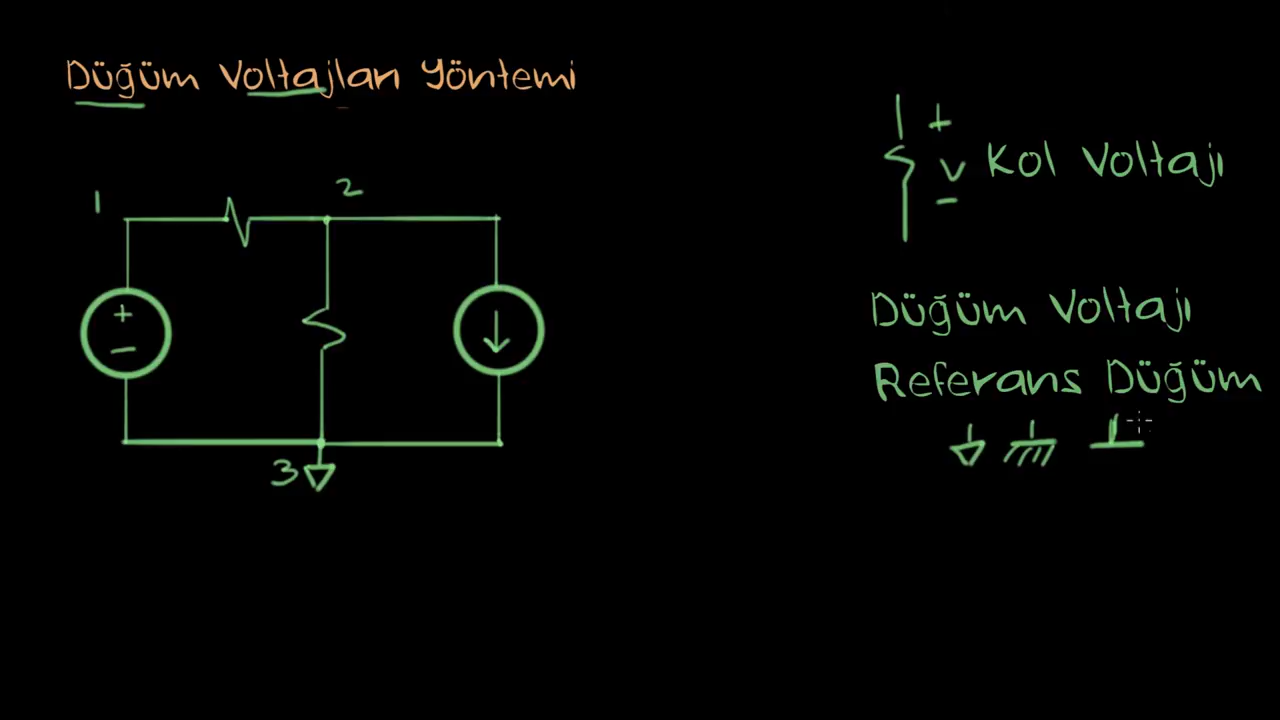 Düğüm Voltajları Yöntemi
1
2
+
-
3
+
v Kol Voltajı
-
Düğüm Voltajı
Referans Düğüm